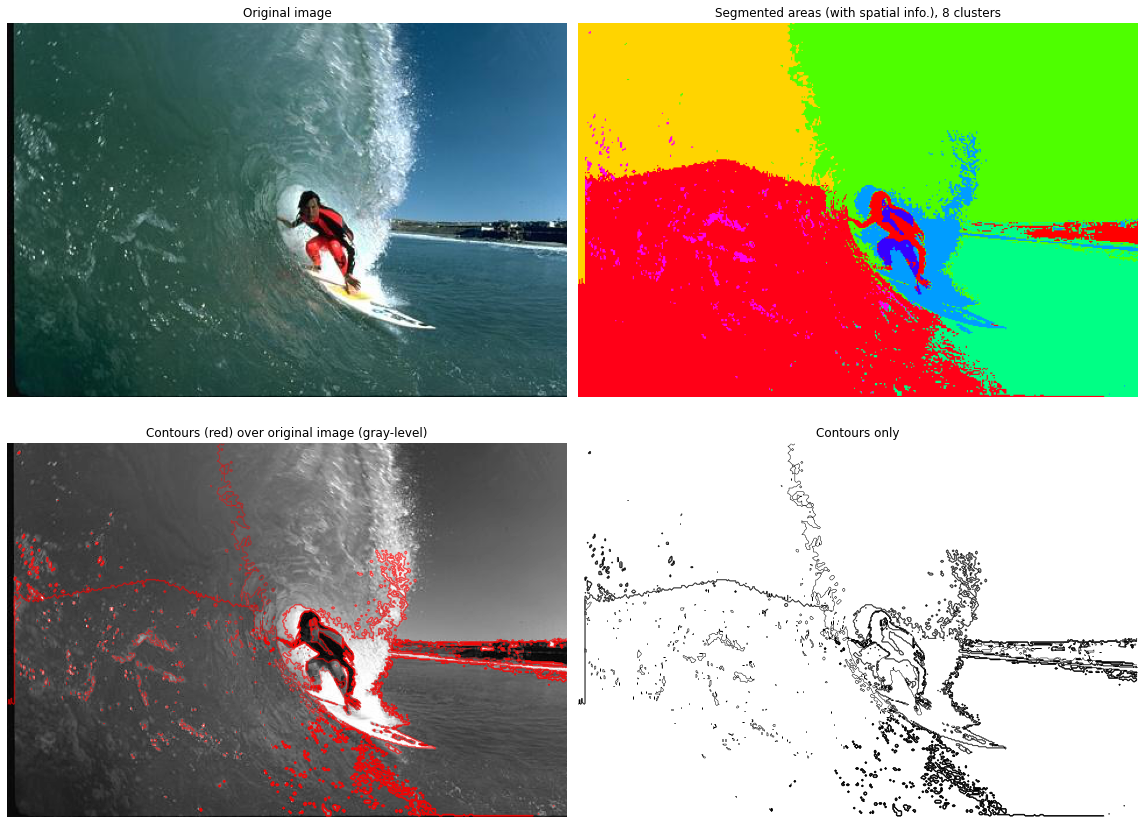 Original image
Segmented areas (with spatial info.), 8 clusters
Contours (red) over original image (gray-level)
Contours only